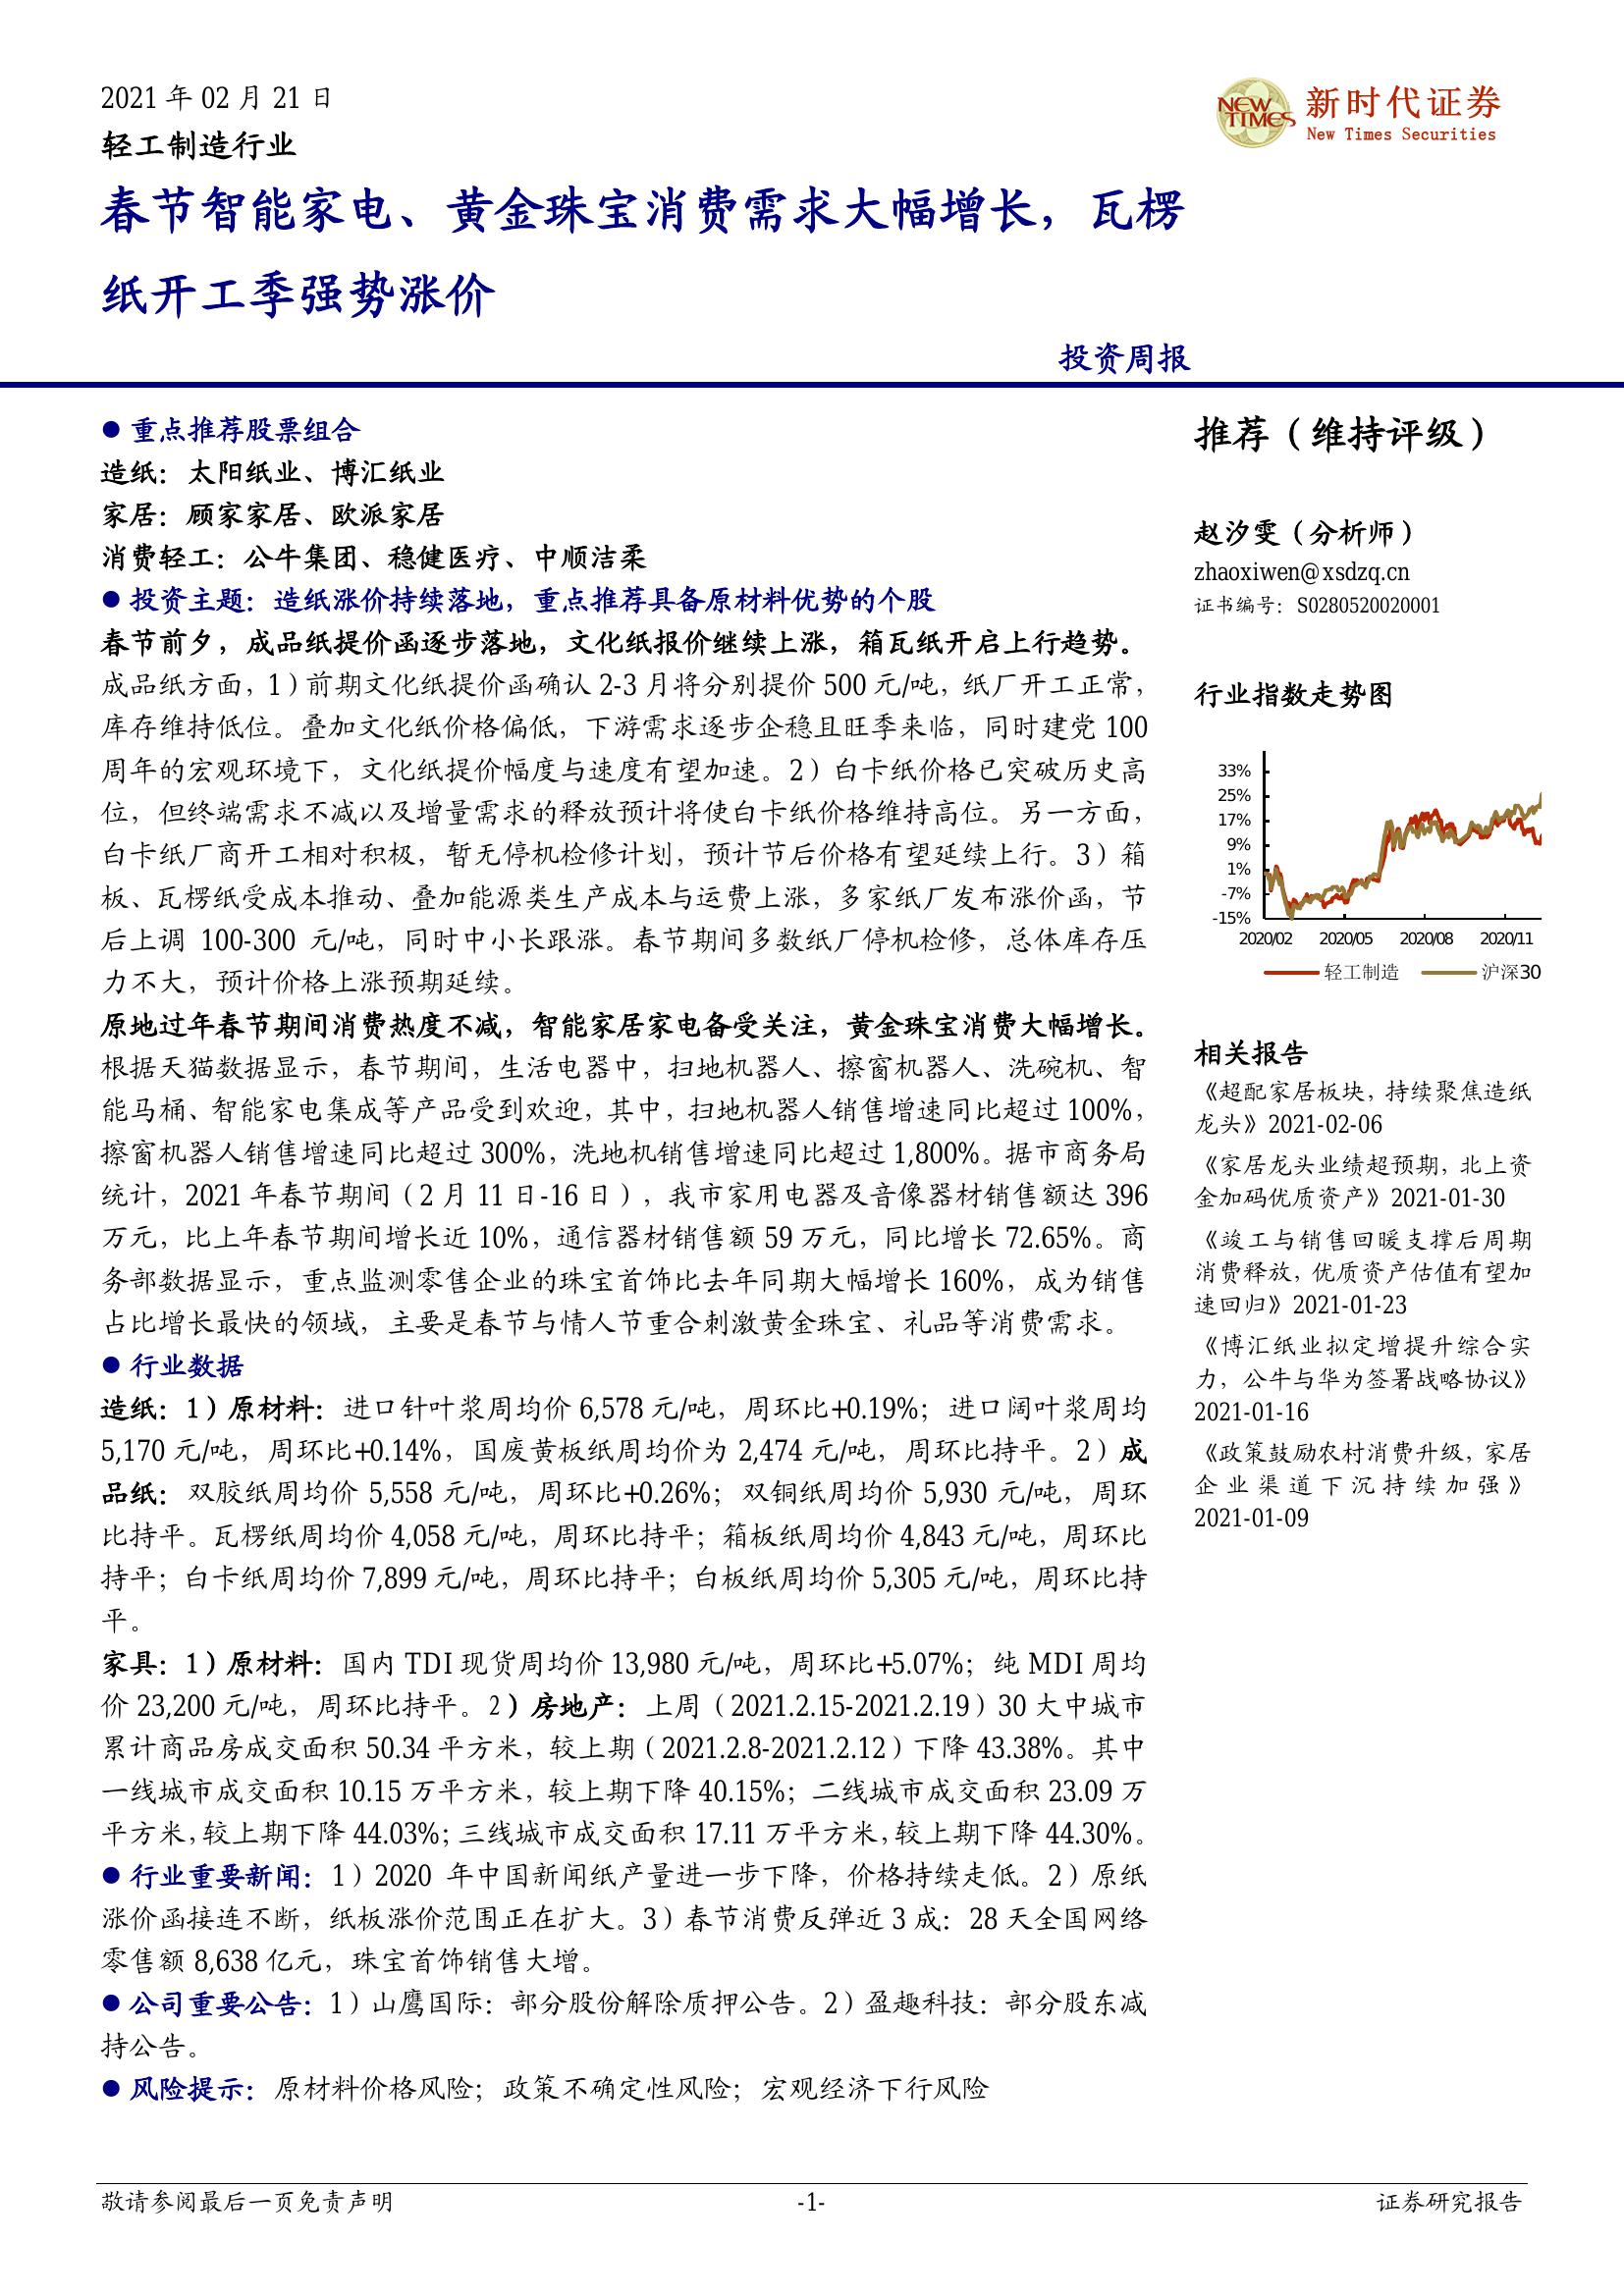 2021 年 02 月 21 日
NEW TIMES 新时代证券
New Times Securities
轻工制造行业
春节智能家电、黄金珠宝消费需求大幅增长，瓦楞
纸开工季强势涨价
投资周报
● 重点推荐股票组合
造纸：太阳纸业、博汇纸业
家居：顾家家居、欧派家居
消费轻工：公牛集团、稳健医疗、中顺洁柔
● 投资主题：造纸涨价持续落地，重点推荐具备原材料优势的个股
春节前夕，成品纸提价函逐步落地，文化纸报价继续上涨，箱瓦纸开启上行趋势。
成品纸方面，1）前期文化纸提价函确认 2-3 月将分别提价 500 元/吨，纸厂开工正常，
库存维持低位。叠加文化纸价格偏低，下游需求逐步企稳且旺季来临，同时建党 100
周年的宏观环境下，文化纸提价幅度与速度有望加速。2）白卡纸价格已突破历史高
位，但终端需求不减以及增量需求的释放预计将使白卡纸价格维持高位。另一方面，
白卡纸厂商开工相对积极，暂无停机检修计划，预计节后价格有望延续上行。3）箱
板、瓦楞纸受成本推动、叠加能源类生产成本与运费上涨，多家纸厂发布涨价函，节
后上调 100-300 元/吨，同时中小长跟涨。春节期间多数纸厂停机检修，总体库存压
力不大，预计价格上涨预期延续。
原地过年春节期间消费热度不减，智能家居家电备受关注，黄金珠宝消费大幅增长。
根据天猫数据显示，春节期间，生活电器中，扫地机器人、擦窗机器人、洗碗机、智
能马桶、智能家电集成等产品受到欢迎，其中，扫地机器人销售增速同比超过 100%，
擦窗机器人销售增速同比超过 300%，洗地机销售增速同比超过 1,800%。据市商务局
统计，2021 年春节期间（2 月 11 日-16 日），我市家用电器及音像器材销售额达 396
万元，比上年春节期间增长近 10%，通信器材销售额 59 万元，同比增长 72.65%。商
务部数据显示，重点监测零售企业的珠宝首饰比去年同期大幅增长 160%，成为销售
占比增长最快的领域，主要是春节与情人节重合刺激黄金珠宝、礼品等消费需求。
● 行业数据
造纸：1）原材料：进口针叶浆周均价 6,578 元/吨，周环比+0.19%；进口阔叶浆周均
5,170 元/吨，周环比+0.14%，国废黄板纸周均价为 2,474 元/吨，周环比持平。2）成
品纸：双胶纸周均价 5,558 元/吨，周环比+0.26%；双铜纸周均价 5,930 元/吨，周环
比持平。瓦楞纸周均价 4,058 元/吨，周环比持平；箱板纸周均价 4,843 元/吨，周环比
持平；白卡纸周均价 7,899 元/吨，周环比持平；白板纸周均价 5,305 元/吨，周环比持
平。
家具：1）原材料：国内 TDI 现货周均价 13,980 元/吨，周环比+5.07%；纯 MDI 周均
价 23,200 元/吨，周环比持平。2）房地产：上周（2021.2.15-2021.2.19）30 大中城市
累计商品房成交面积 50.34 平方米，较上期（2021.2.8-2021.2.12）下降 43.38%。其中
一线城市成交面积 10.15 万平方米，较上期下降 40.15%；二线城市成交面积 23.09 万
平方米，较上期下降 44.03%；三线城市成交面积 17.11 万平方米，较上期下降 44.30%。
● 行业重要新闻：1）2020 年中国新闻纸产量进一步下降，价格持续走低。2）原纸
涨价函接连不断，纸板涨价范围正在扩大。3）春节消费反弹近 3 成：28 天全国网络
零售额 8,638 亿元，珠宝首饰销售大增。
● 公司重要公告：1）山鹰国际：部分股份解除质押公告。2）盈趣科技：部分股东减
持公告。
● 风险提示：原材料价格风险；政策不确定性风险；宏观经济下行风险
推荐（维持评级）
赵汐雯（分析师）
zhaoxiwen@xsdzq.cn
证书编号：S0280520020001
行业指数走势图
33%
25%
17%
9%
1%
-7%
-15%
2020/02 2020/05 2020/08 2020/11
轻工制造 沪深30
相关报告
《超配家居板块，持续聚焦造纸
龙头》2021-02-06
《家居龙头业绩超预期，北上资
金加码优质资产》2021-01-30
《竣工与销售回暖支撑后周期
消费释放，优质资产估值有望加
速回归》2021-01-23
《博汇纸业拟定增提升综合实
力，公牛与华为签署战略协议》
2021-01-16
《政策鼓励农村消费升级，家居
企业渠道下沉持续加强》
2021-01-09
敬请参阅最后一页免责声明 -1- 证券研究报告